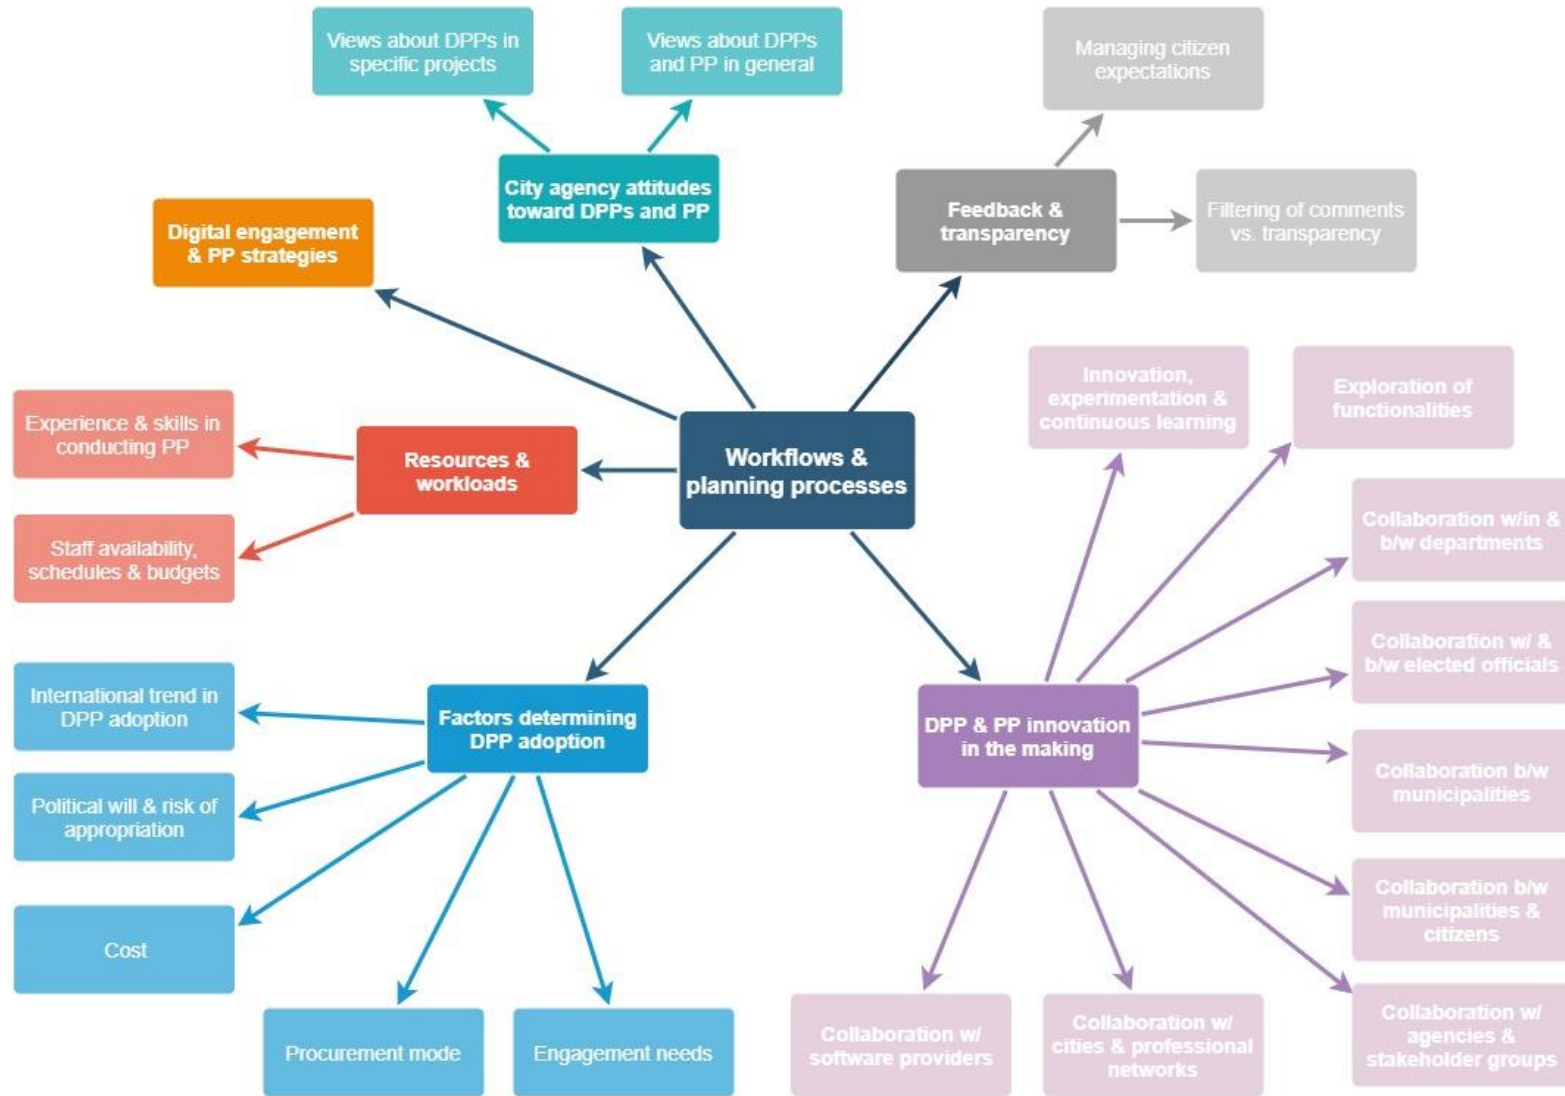 Views about DPPs in
specific projects
Views about DPPs
and PP in general
Managing citizen
expectations
City agency attitudes
toward DPPs and PP
Feedback &
transparency
Filtering of comments
vs. transparency
Digital engagement
& PP strategies
Innovation,
experimentation &
continuous learning
Exploration of
functionalities
Experience & skills in
conducting PP
Resources &
workloads
Workflows &
planning processes
Staff availability,
schedules & budgets
Collaboration w/in &
b/w departments
Collaboration w/ &
b/w elected officials
International trend in
DPP adoption
Factors determining
DPP adoption
DPP & PP innovation
in the making
Political will & risk of
appropriation
Collaboration b/w
municipalities
Cost
Collaboration b/w
municipalities &
citizens
Procurement mode
Engagement needs
Collaboration w/
software providers
Collaboration w/
cities & professional
networks
Collaboration w/
agencies &
stakeholder groups